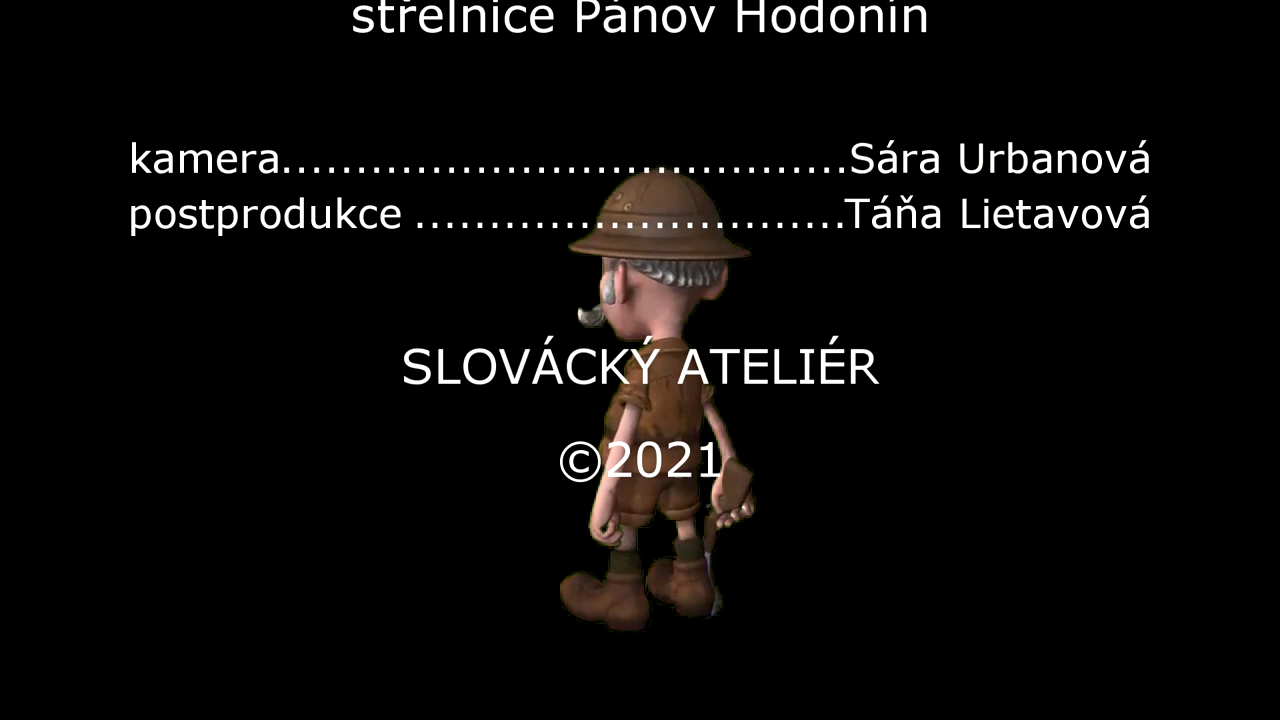 střelnice Pánov Hodonín
kamera......................................Sára Urbanová
postprodukce .............................Táňa Lietavová
SLOVÁCKÝ ATELIÉR
©2021